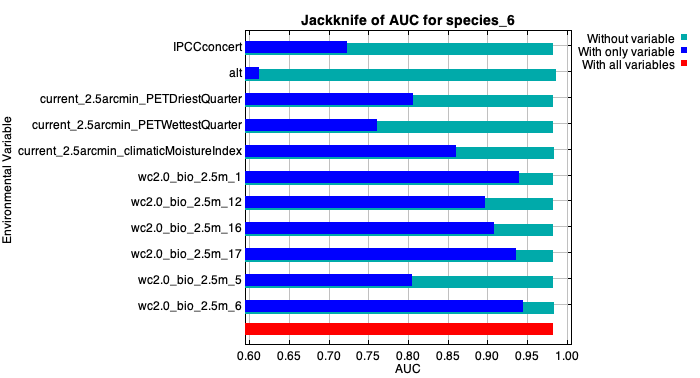 Jackknife of AUC for species_6
Without variable
With only variable
With all variables
Environmental Variable
IPCCconcert
alt
current_2.5arcmin_PETDriestQuarter
current_2.5arcmin_PETWettestQuarter
current_2.5arcmin_climaticMoistureIndex
wc2.0_bio_2.5m_1
wc2.0_bio_2.5m_12
wc2.0_bio_2.5m_16
wc2.0_bio_2.5m_17
wc2.0_bio_2.5m_5
wc2.0_bio_2.5m_6
0.60 0.65 0.70 0.75 0.80 0.85 0.90 0.95 1.00
AUC